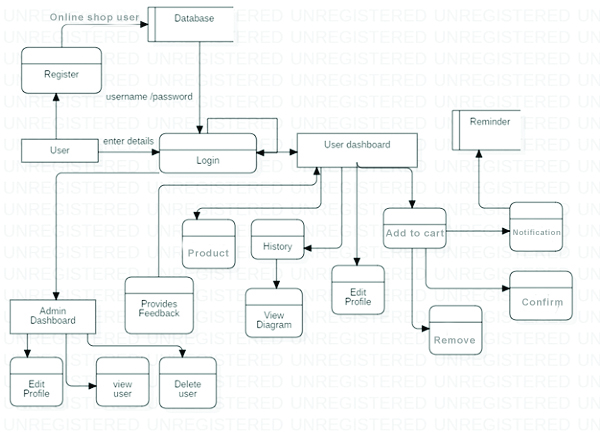 Online shop user
Database
Register
username /password
User
enter details
Login
User dashboard
Reminder
Product
History
Add to cart
Notification
Provides
Feedback
View
Diagram
Edit
Profile
Confirm
Remove
Admin
Dashboard
Edit
Profile
view
user
Delete
user
UNREGISTERED